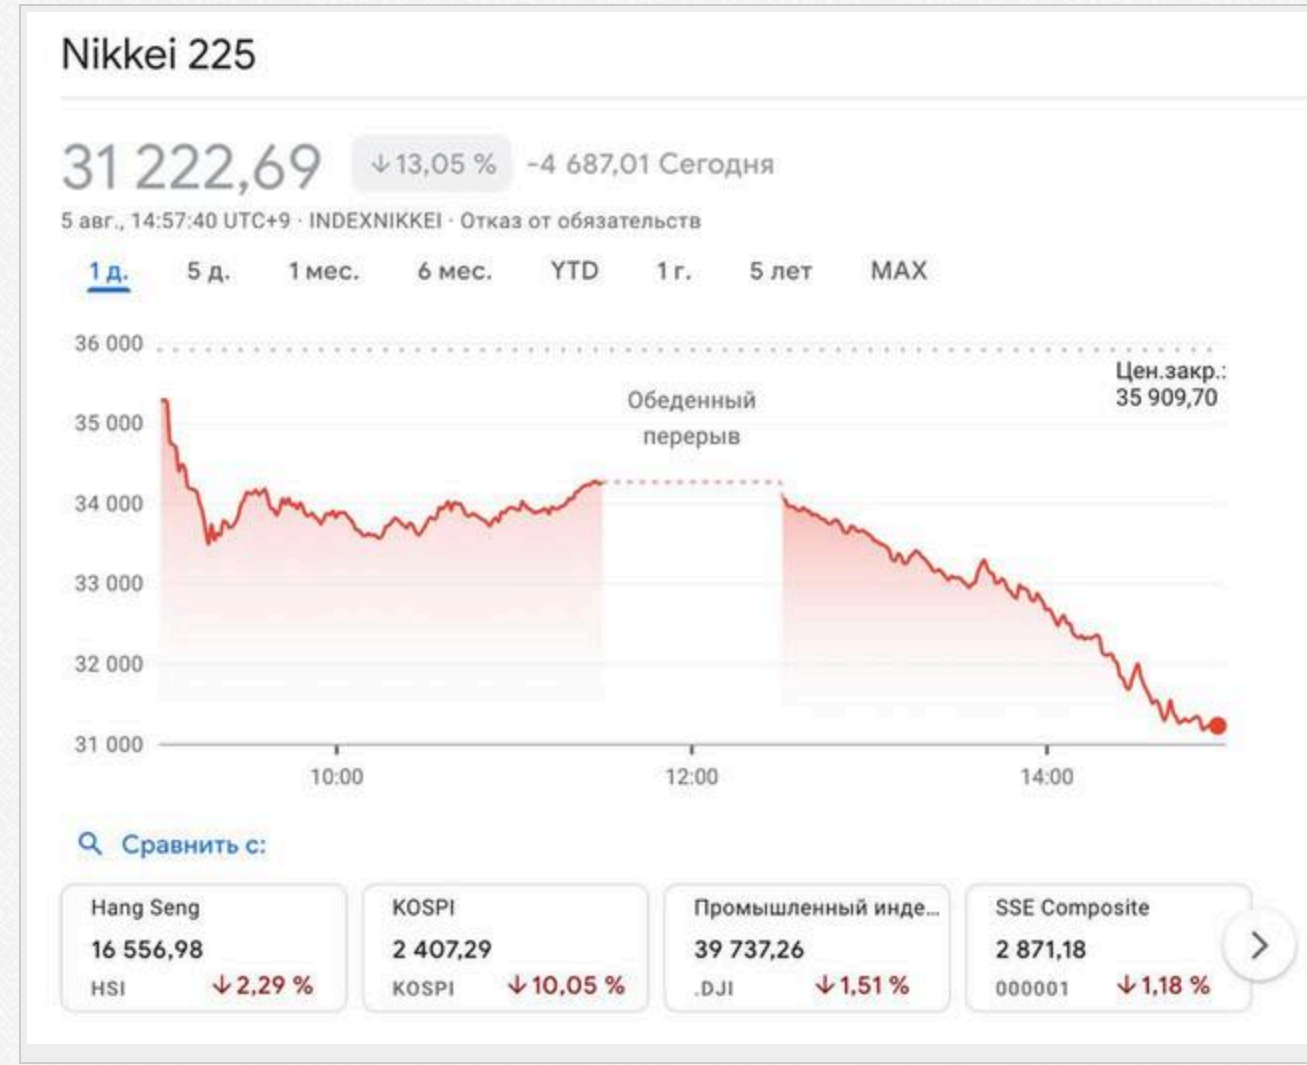 Nikkei 225
31 222,69 ↓13,05 % -4 687,01 Сегодня
5 авг., 14:57:40 UTC+9 · INDEXNIKKEI · Отказ от обязательств
1 д. 5 д. 1 мес. 6 мес. YTD 1 г. 5 лет MAX
36 000
Цен.закр.:
35 909,70
Обеденный
перерыв
35 000
34 000
33 000
32 000
31 000
10:00 12:00 14:00
Сравнить с:
Hang Seng
16 556,98
HSI ↓2,29 %
KOSPI
2 407,29
KOSPI ↓10,05 %
Промышленный инде...
39 737,26
.DJI ↓1,51 %
SSE Composite
2 871,18
000001 ↓1,18 %